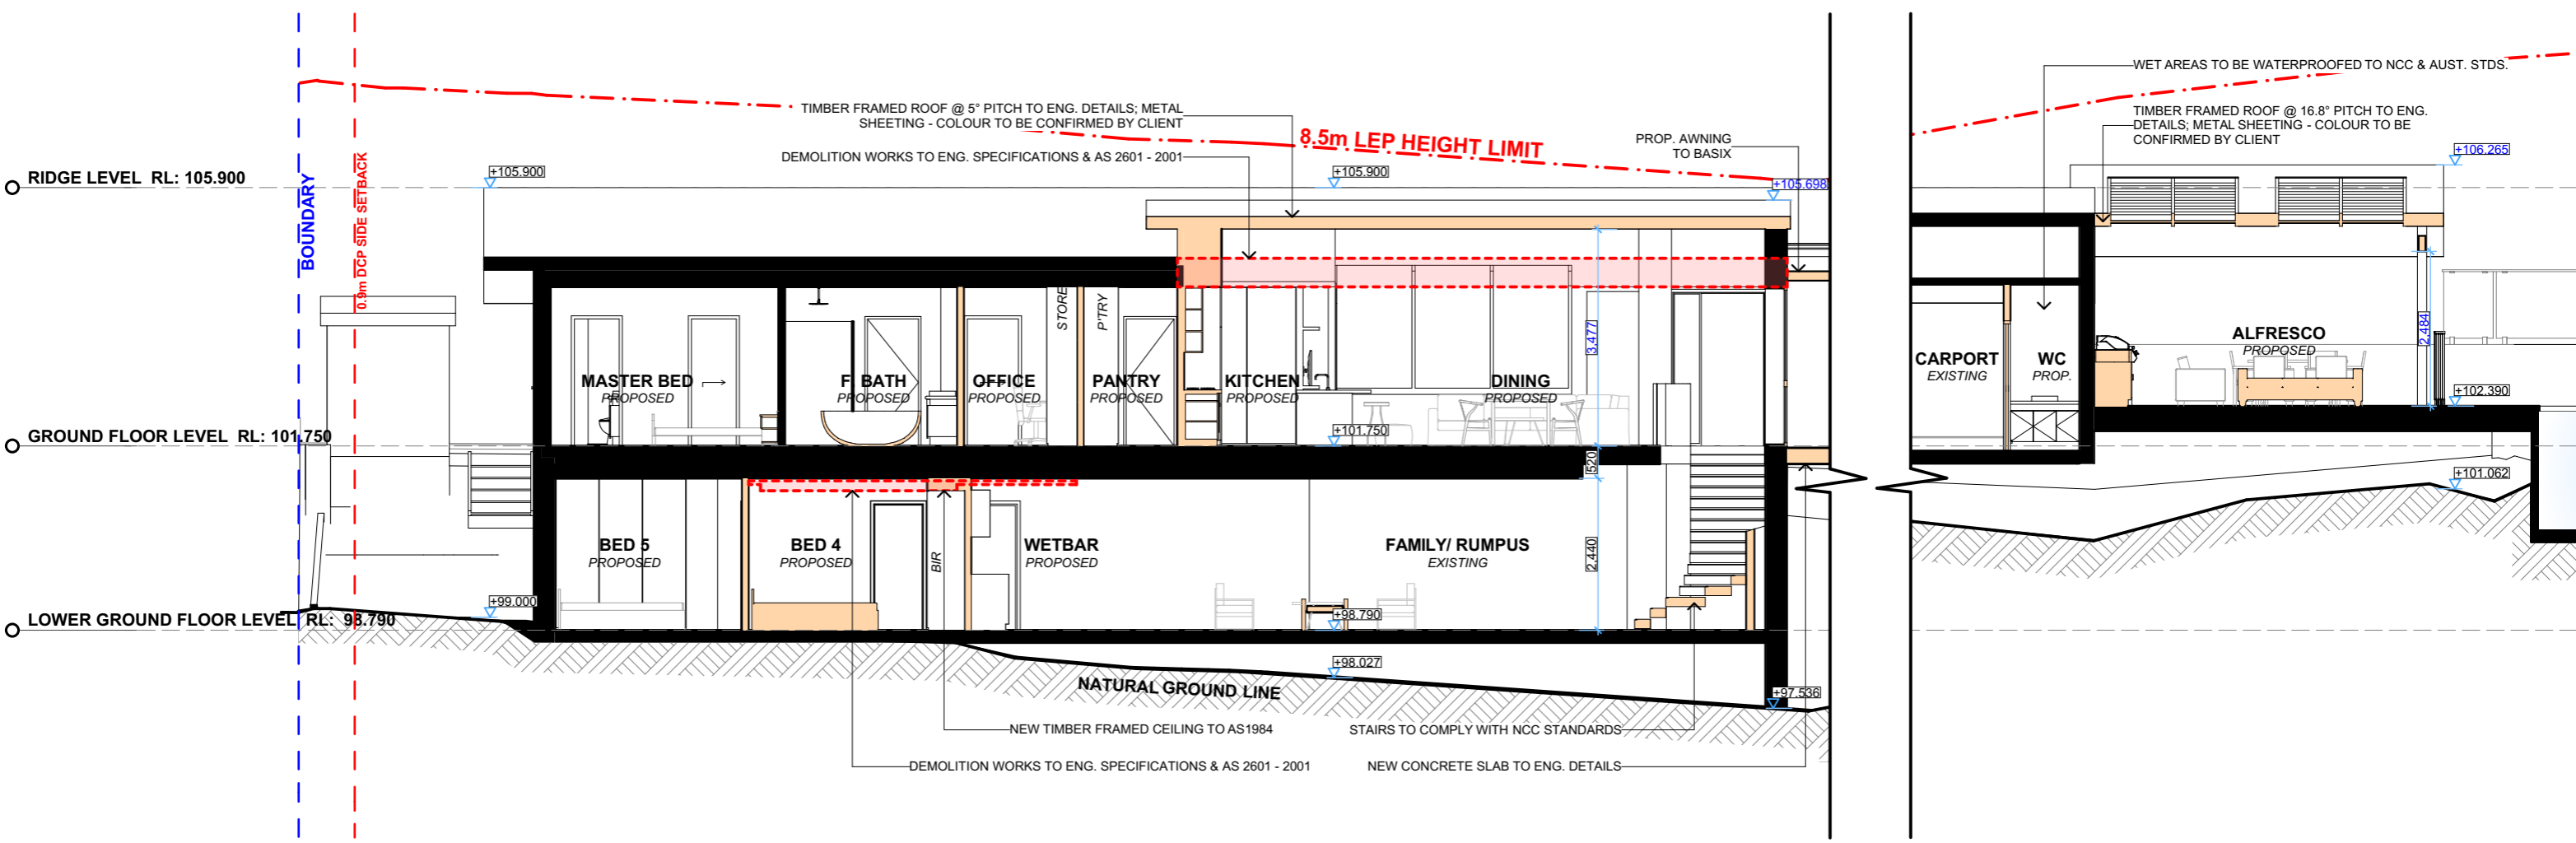 WET AREAS TO BE WATERPROOFED TO NCC & AUST. STDS.
TIMBER FRAMED ROOF @ 5° PITCH TO ENG. DETAILS; METAL
SHEETING - COLOUR TO BE CONFIRMED BY CLIENT
8.5m LEP HEIGHT LIMIT
PROP. AWNING
TO BASIX
TIMBER FRAMED ROOF @ 16.8° PITCH TO ENG.
DETAILS; METAL SHEETING - COLOUR TO BE
CONFIRMED BY CLIENT
DEMOLITION WORKS TO ENG. SPECIFICATIONS & AS 2601 - 2001
+106.265
RIDGE LEVEL RL: 105.900
BOUNDARY
0.9m DCP SIDE SETBACK
+105.900
+105.900
+105.698
STORE
P'TRY
3,477
2,484
MASTER BED
PROPOSED
F. BATH
PROPOSED
OFFICE
PROPOSED
PANTRY
PROPOSED
KITCHEN
PROPOSED
DINING
PROPOSED
CARPORT
EXISTING
WC
PROP.
ALFRESCO
PROPOSED
+102.390
GROUND FLOOR LEVEL RL: 101.750
+101.750
520
+101.062
BED 5
PROPOSED
BED 4
PROPOSED
BIR
WETBAR
PROPOSED
FAMILY/ RUMPUS
EXISTING
2,440
+99.000
LOWER GROUND FLOOR LEVEL RL: 98.790
+98.790
+98.027
NATURAL GROUND LINE
+97.536
NEW TIMBER FRAMED CEILING TO AS1984
STAIRS TO COMPLY WITH NCC STANDARDS
DEMOLITION WORKS TO ENG. SPECIFICATIONS & AS 2601 - 2001
NEW CONCRETE SLAB TO ENG. DETAILS